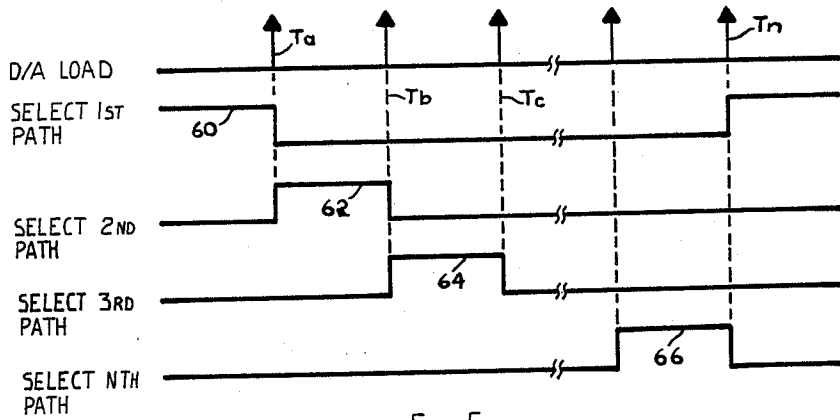 Ta
Tn
D/A LOAD
Tb
Tc
SELECT 1ST
PATH
60
62
SELECT 2ND
PATH
64
SELECT 3RD
PATH
66
SELECT NTH
PATH